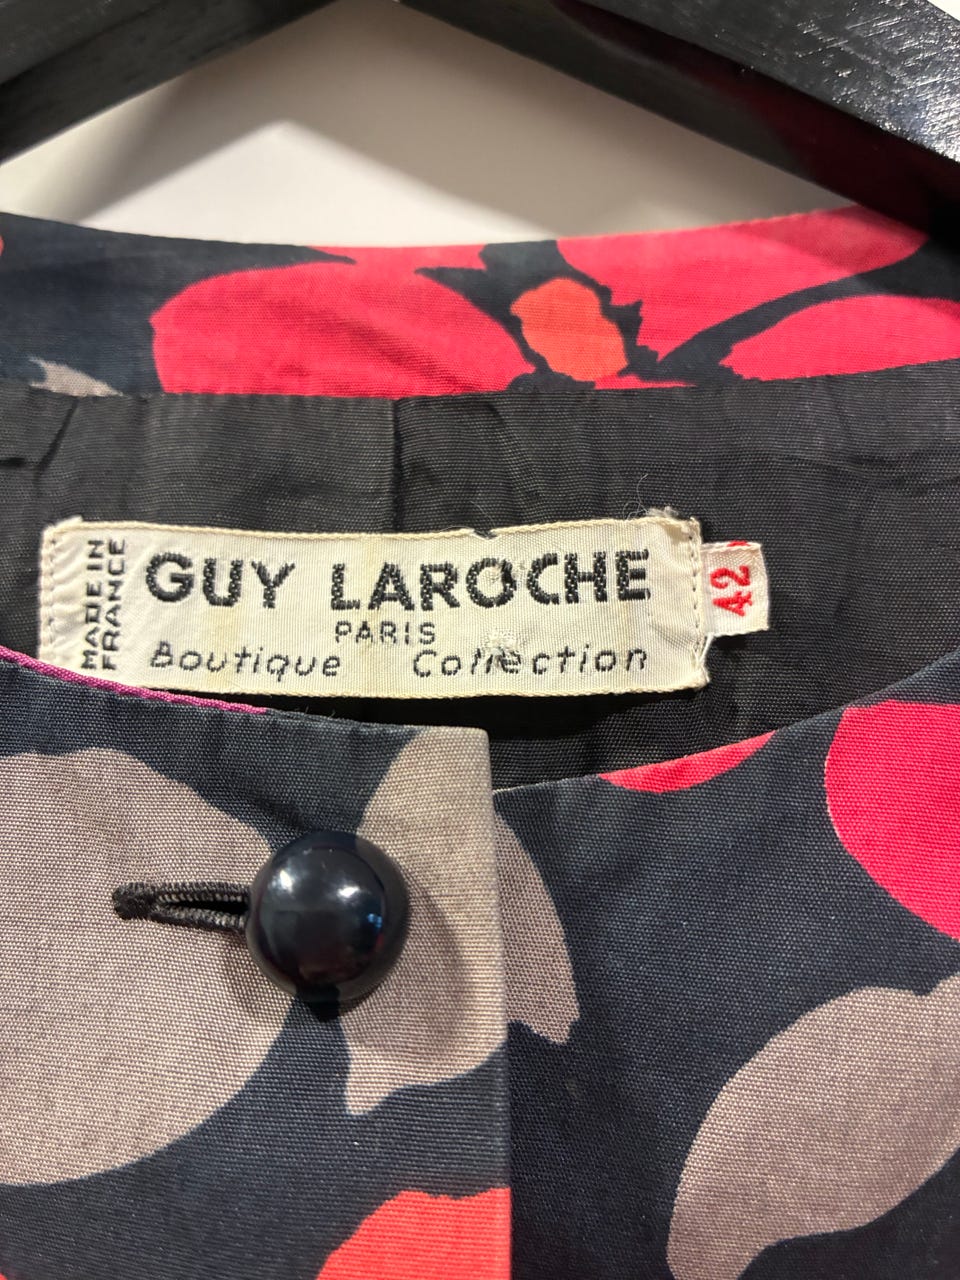 MADE IN
FRANCE
GUY LAROCHE
PARIS
Boutique Collection
42